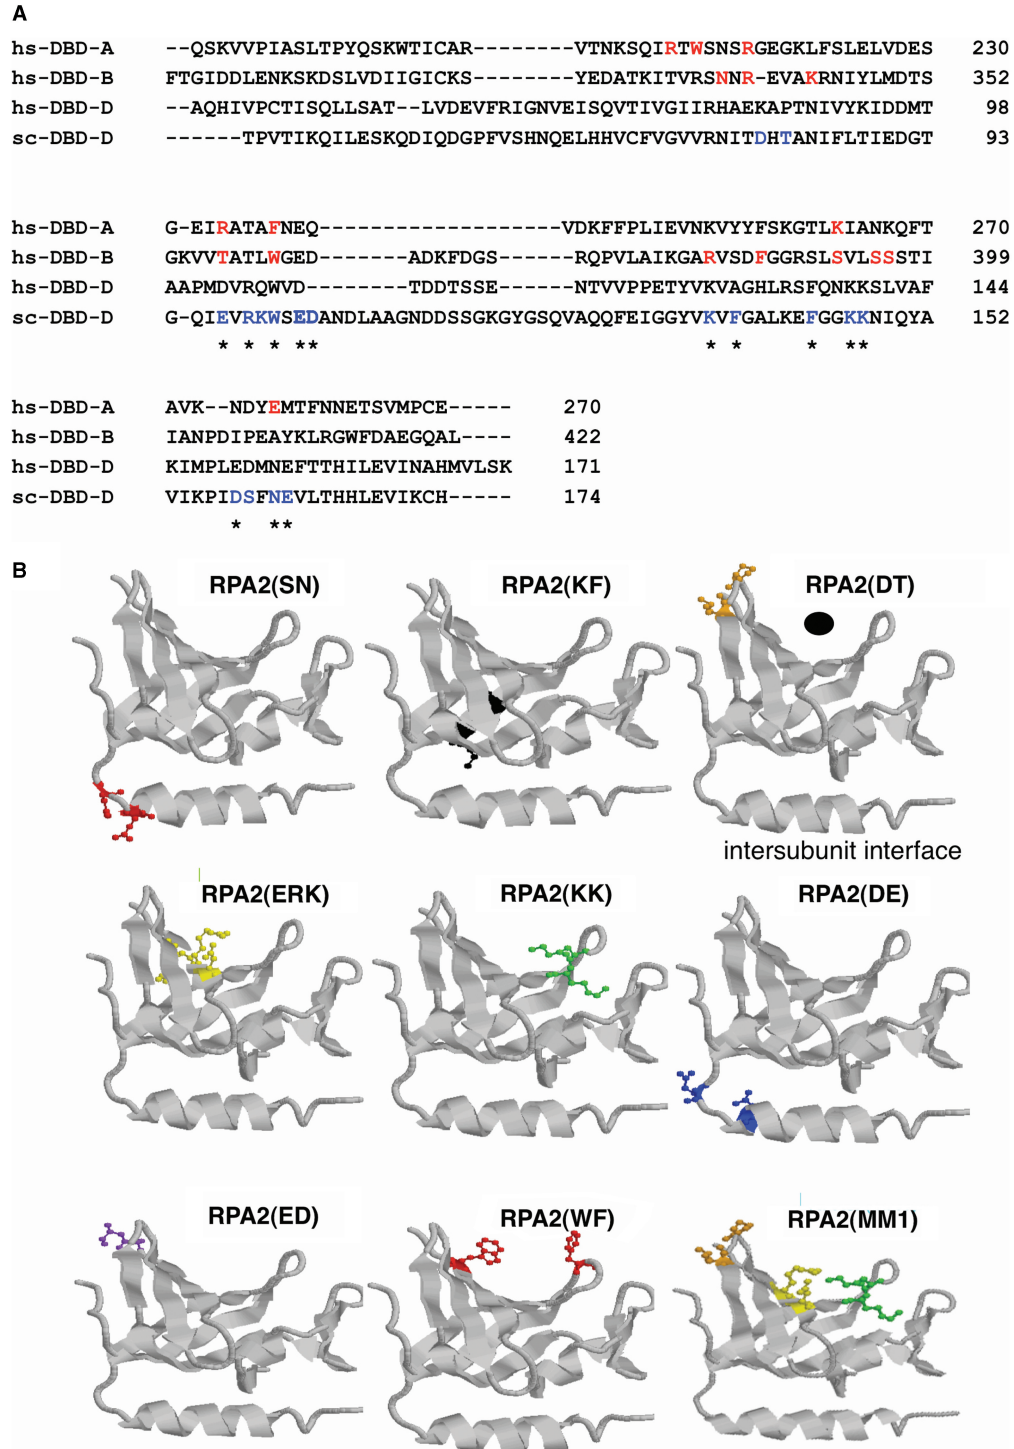 A
hs-DBD-A --QSKVVPIASLTPYQSKWTICAR--------VTNKSQIRTWSNSRGEGKLFSLELVDES 230
hs-DBD-B FTGIDDLENKSKDSLVDIIGICKS--------YEDATKITVRSNNR-EVAKRNIYLMDTS 352
hs-DBD-D --AQHIVPCTISQLLSAT--LVDEVFRIGNVEISQVTIVGIIRHAEKAPTNIVYKIDDMT 98
sc-DBD-D ------TPVTIKQILESKQDIQDGPFVSHNQELHHVCFVGVVRNITDHTANIFLTIEDGT 93
hs-DBD-A G-EIRATAFNEQ-------------------VDKFFPLIEVNKVYYFSKGTLKIANKQFT 270
hs-DBD-B GKVVTATLWGED-------ADKFDGS------RQPVLAIKGARVSDFGGRSLSVLSSSTI 399
hs-DBD-D AAPMDVRQWVD--------TDDTSSE-----NTVVPPETYVKVAGHLRSFQNKKSLVAF 144
sc-DBD-D G-QIEVRKWSEDANDLAAGNDDSSGKGYGSQVAQQFEIGGYVKVFGALKEFGGKKNIQYA 152
* * * ** * * * **
hs-DBD-A AVK--NDYEMTFNNETSVMPCE----- 270
hs-DBD-B IANPDIPEAYKLRGWFDAEGQAL---- 422
hs-DBD-D KIMPLEDMNEFTTHILEVINAHMVLSK 171
sc-DBD-D VIKPIDSFNEVLTHHLEVIKCH----- 174
* **
B
RPA2(SN) RPA2(KF) RPA2(DT)
intersubunit interface
RPA2(ERK) RPA2(KK) RPA2(DE)
RPA2(ED) RPA2(WF) RPA2(MM1)